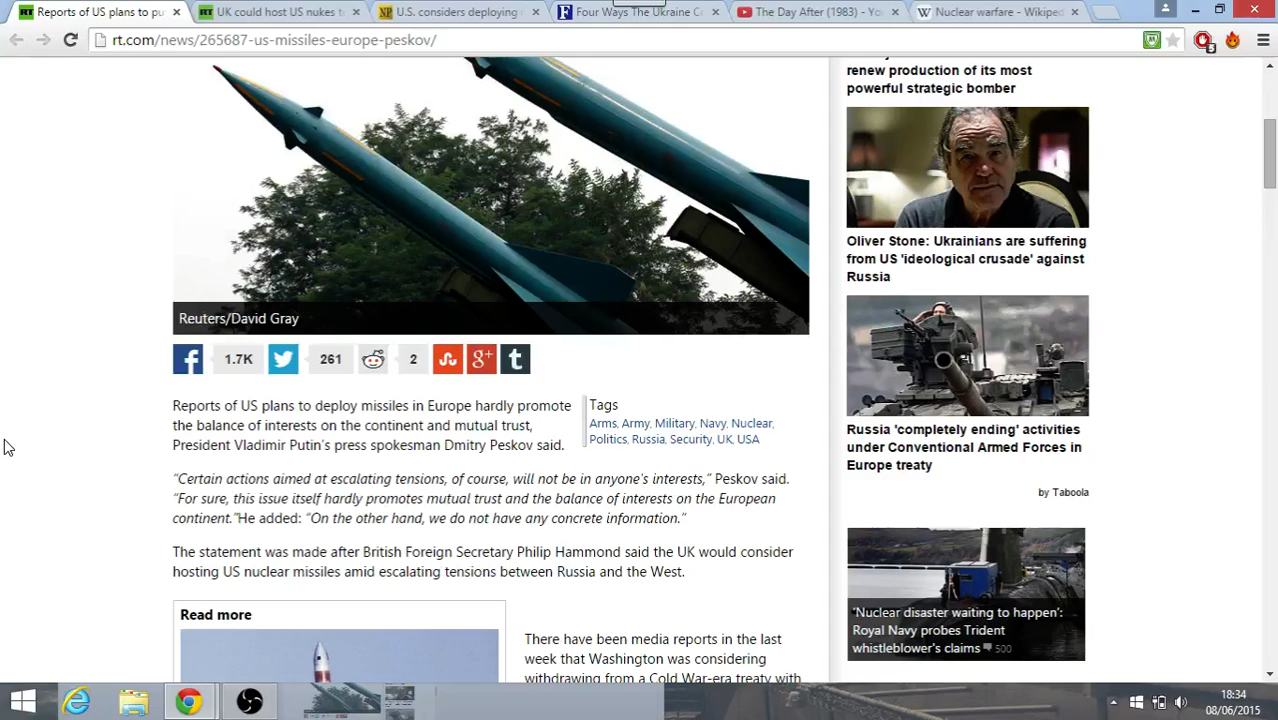 Reports of US plans to pu
UK could host US nukes t
U.S. considers deploying
Four Ways The Ukraine C
The Day After (1983) - Yo
Nuclear warfare - Wikiped
rt.com/news/265687-us-missiles-europe-peskov/
5
Reuters/David Gray
1.7K
261
2
Reports of US plans to deploy missiles in Europe hardly promote
the balance of interests on the continent and mutual trust,
President Vladimir Putin's press spokesman Dmitry Peskov said.
Tags
Arms, Army, Military, Navy, Nuclear,
Politics, Russia, Security, UK, USA
“Certain actions aimed at escalating tensions, of course, will not be in anyone's interests,” Peskov said.
“For sure, this issue itself hardly promotes mutual trust and the balance of interests on the European
continent.”He added: “On the other hand, we do not have any concrete information.”
The statement was made after British Foreign Secretary Philip Hammond said the UK would consider
hosting US nuclear missiles amid escalating tensions between Russia and the West.
Read more
There have been media reports in the last
week that Washington was considering
withdrawing from a Cold War-era treaty with
renew production of its most
powerful strategic bomber
Oliver Stone: Ukrainians are suffering
from US 'ideological crusade' against
Russia
Russia 'completely ending' activities
under Conventional Armed Forces in
Europe treaty
by Taboola
‘Nuclear disaster waiting to happen’:
Royal Navy probes Trident
whistleblower's claims 500
18:34
08/06/2015